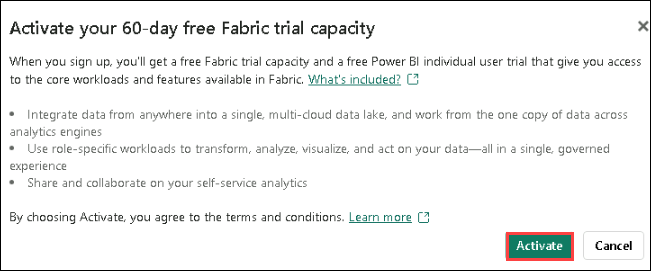 Activate your 60-day free Fabric trial capacity
When you sign up, you'll get a free Fabric trial capacity and a free Power BI individual user trial that give you access
to the core workloads and features available in Fabric. What's included?
• Integrate data from anywhere into a single, multi-cloud data lake, and work from the one copy of data across
analytics engines
• Use role-specific workloads to transform, analyze, visualize, and act on your data—all in a single, governed
experience
• Share and collaborate on your self-service analytics
By choosing Activate, you agree to the terms and conditions. Learn more
Activate Cancel